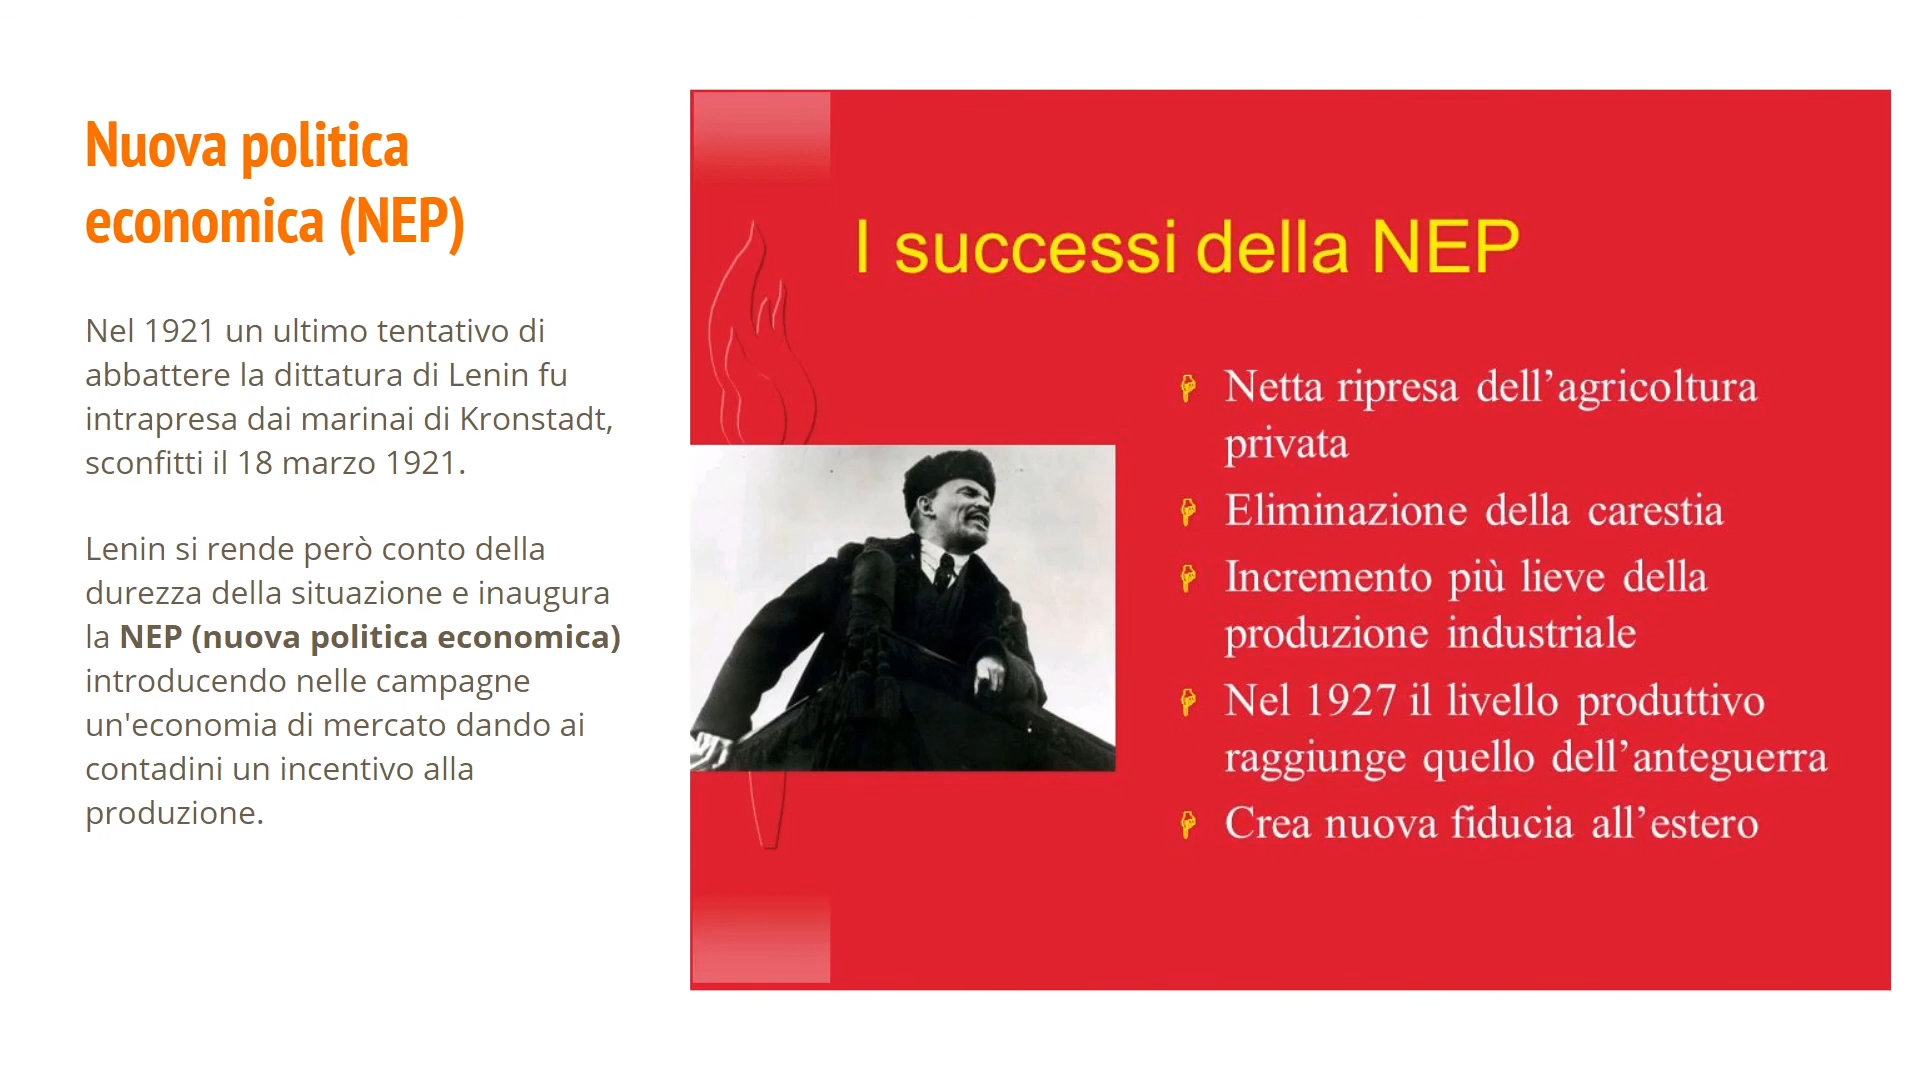 Nuova politica
economica (NEP)
Nel 1921 un ultimo tentativo di
abbattere la dittatura di Lenin fu
intrapresa dai marinai di Kronstadt,
sconfitti il 18 marzo 1921.
Lenin si rende però conto della
durezza della situazione e inaugura
la NEP (nuova politica economica)
introducendo nelle campagne
un'economia di mercato dando ai
contadini un incentivo alla
produzione.
I successi della NEP
Netta ripresa dell’agricoltura
privata
Eliminazione della carestia
Incremento più lieve della
produzione industriale
Nel 1927 il livello produttivo
raggiunge quello dell’anteguerra
Crea nuova fiducia all’estero